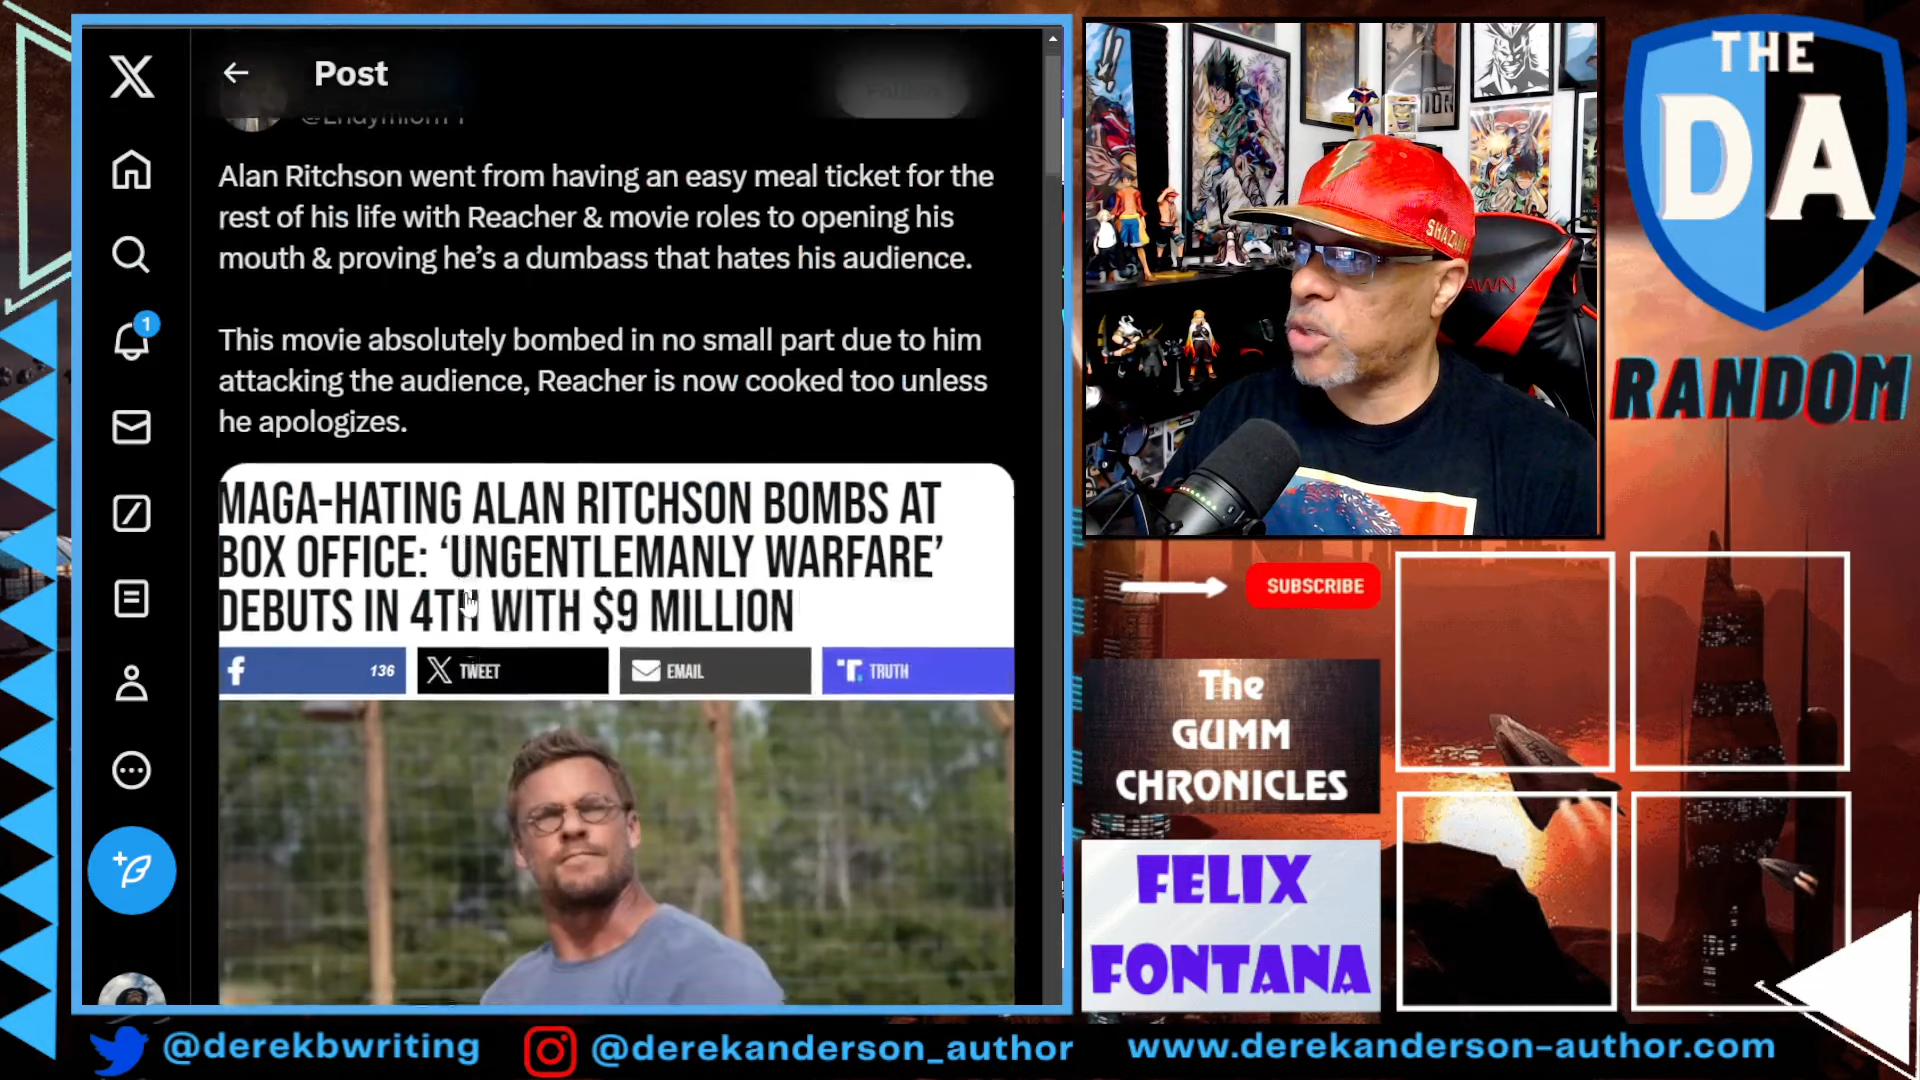 Post
@Endymion
Alan Ritchson went from having an easy meal ticket for the
rest of his life with Reacher & movie roles to opening his
mouth & proving he's a dumbass that hates his audience.
This movie absolutely bombed in no small part due to him
attacking the audience, Reacher is now cooked too unless
he apologizes.
MAGA-HATING ALAN RITCHSON BOMBS AT
BOX OFFICE: ‘UNGENTLEMANLY WARFARE’
DEBUTS IN 4TH WITH $9 MILLION
136
TWEET
EMAIL
TRUTH
1
SHAZAM
AWN
THE
DA
RANDOM
SUBSCRIBE
The
GUMM
CHRONICLES
FELIX
FONTANA
@derekbwriting
@derekanderson_author
www.derekanderson-author.com